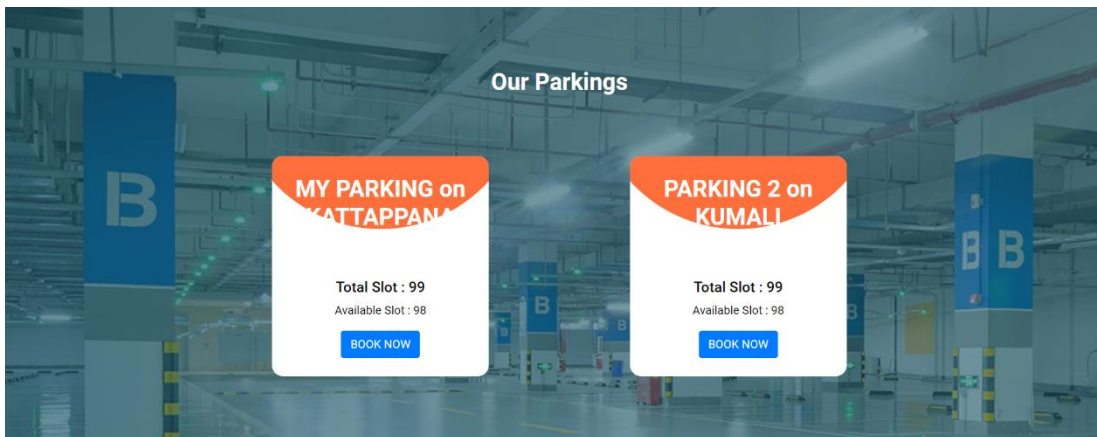 Our Parkings
MY PARKING on
KATTAPPANA
PARKING 2 on
KUMALI
Total Slot : 99
Available Slot : 98
BOOK NOW
Total Slot : 99
Available Slot : 98
BOOK NOW
B
B
B
B
B
B
B